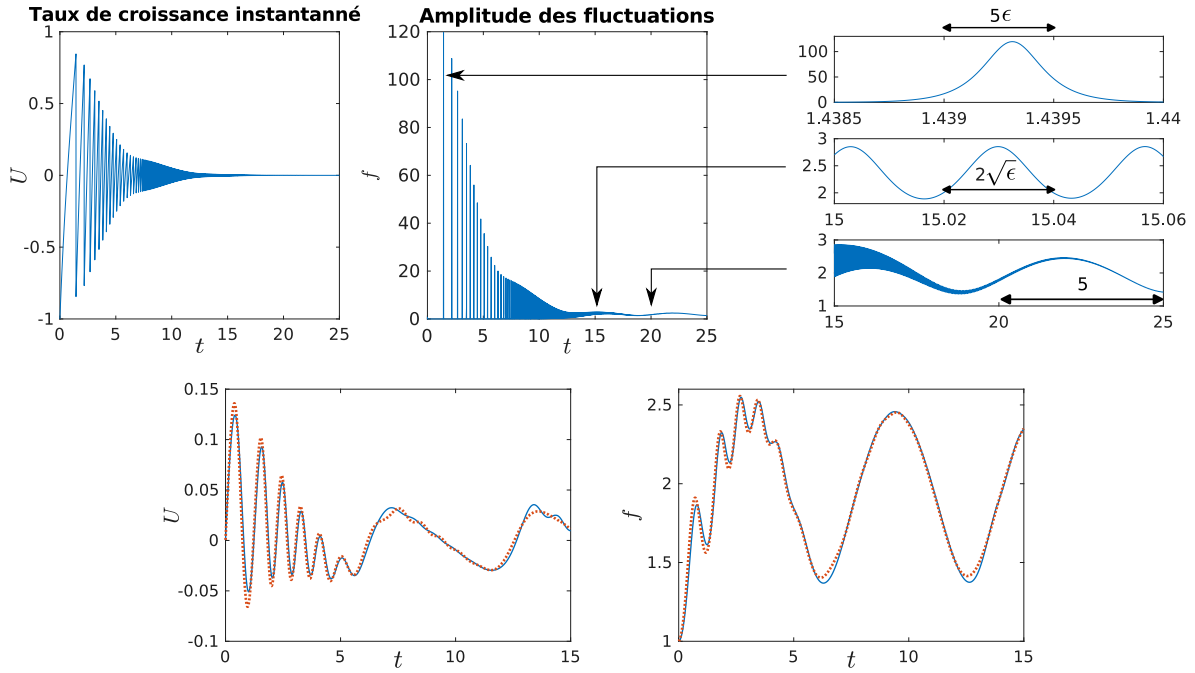 Taux de croissance instantané
1
0.5
0
-0.5
-1
U
0 5 10 15 20 25
t
Amplitude des fluctuations
120
100
80
60
40
20
0
f
0 5 10 15 20 25
t
5ϵ
100
50
0
1.4385 1.439 1.4395 1.44
3
2.5
2
2√ϵ
15 15.02 15.04 15.06
3
2
1
5
15 20 25
0.15
0.1
0.05
0
-0.05
-0.1
U
0 5 10 15
t
2.5
2
1.5
1
f
0 5 10 15
t